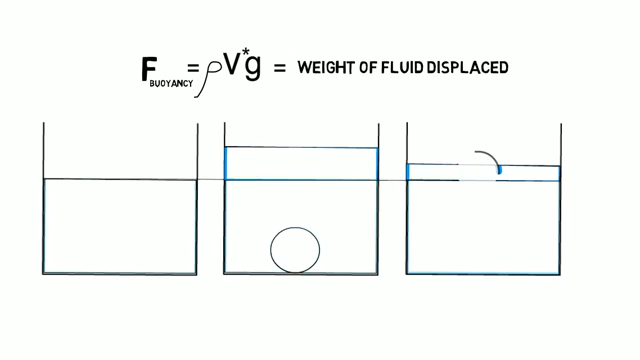 F BUOYANCY = ρV*g = WEIGHT OF FLUID DISPLACED